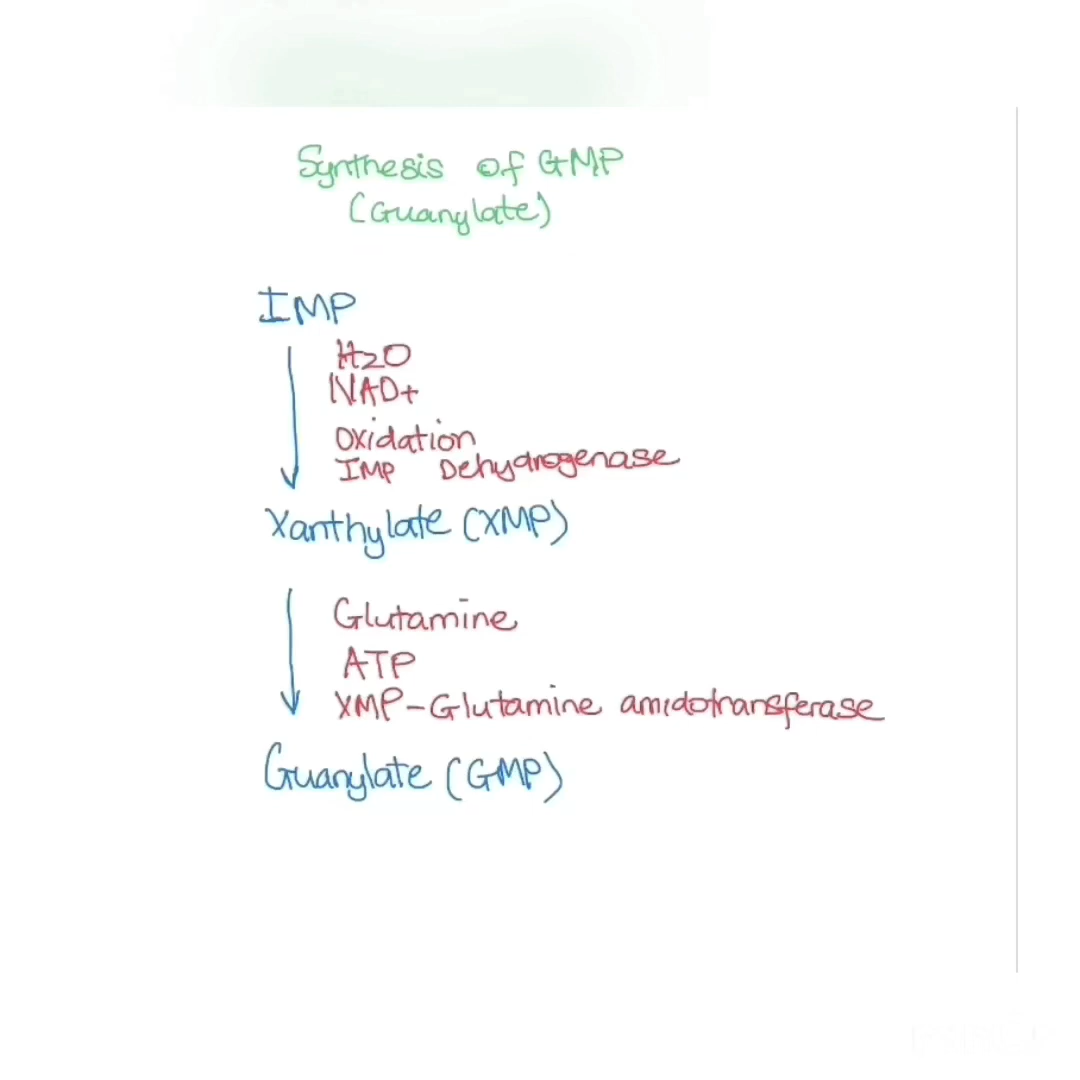 Synthesis of GMP
(Guanylate)
IMP
H2O
NAD+
Oxidation
IMP Dehydrogenase
Xanthylate (XMP)
Glutamine
ATP
XMP-Glutamine amidotransferase
Guanylate (GMP)